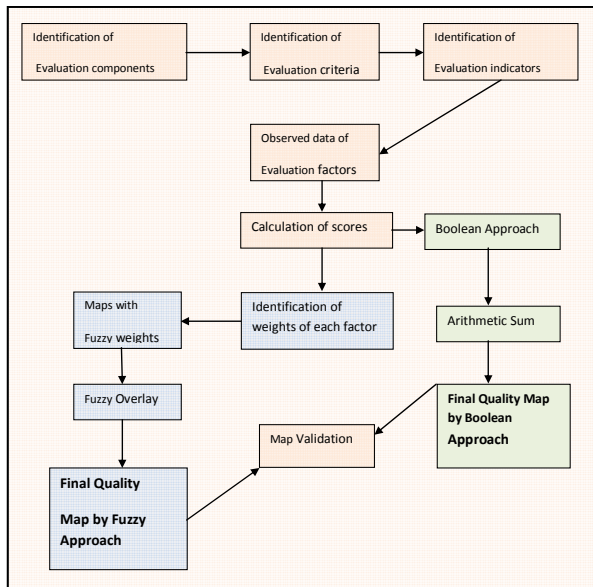 Identification of
Evaluation components
Identification of
Evaluation criteria
Identification of
Evaluation indicators
Observed data of
Evaluation factors
Calculation of scores
Boolean Approach
Identification of
weights of each factor
Maps with
Fuzzy weights
Arithmetic Sum
Fuzzy Overlay
Final Quality Map
by Boolean
Approach
Map Validation
Final Quality
Map by Fuzzy
Approach